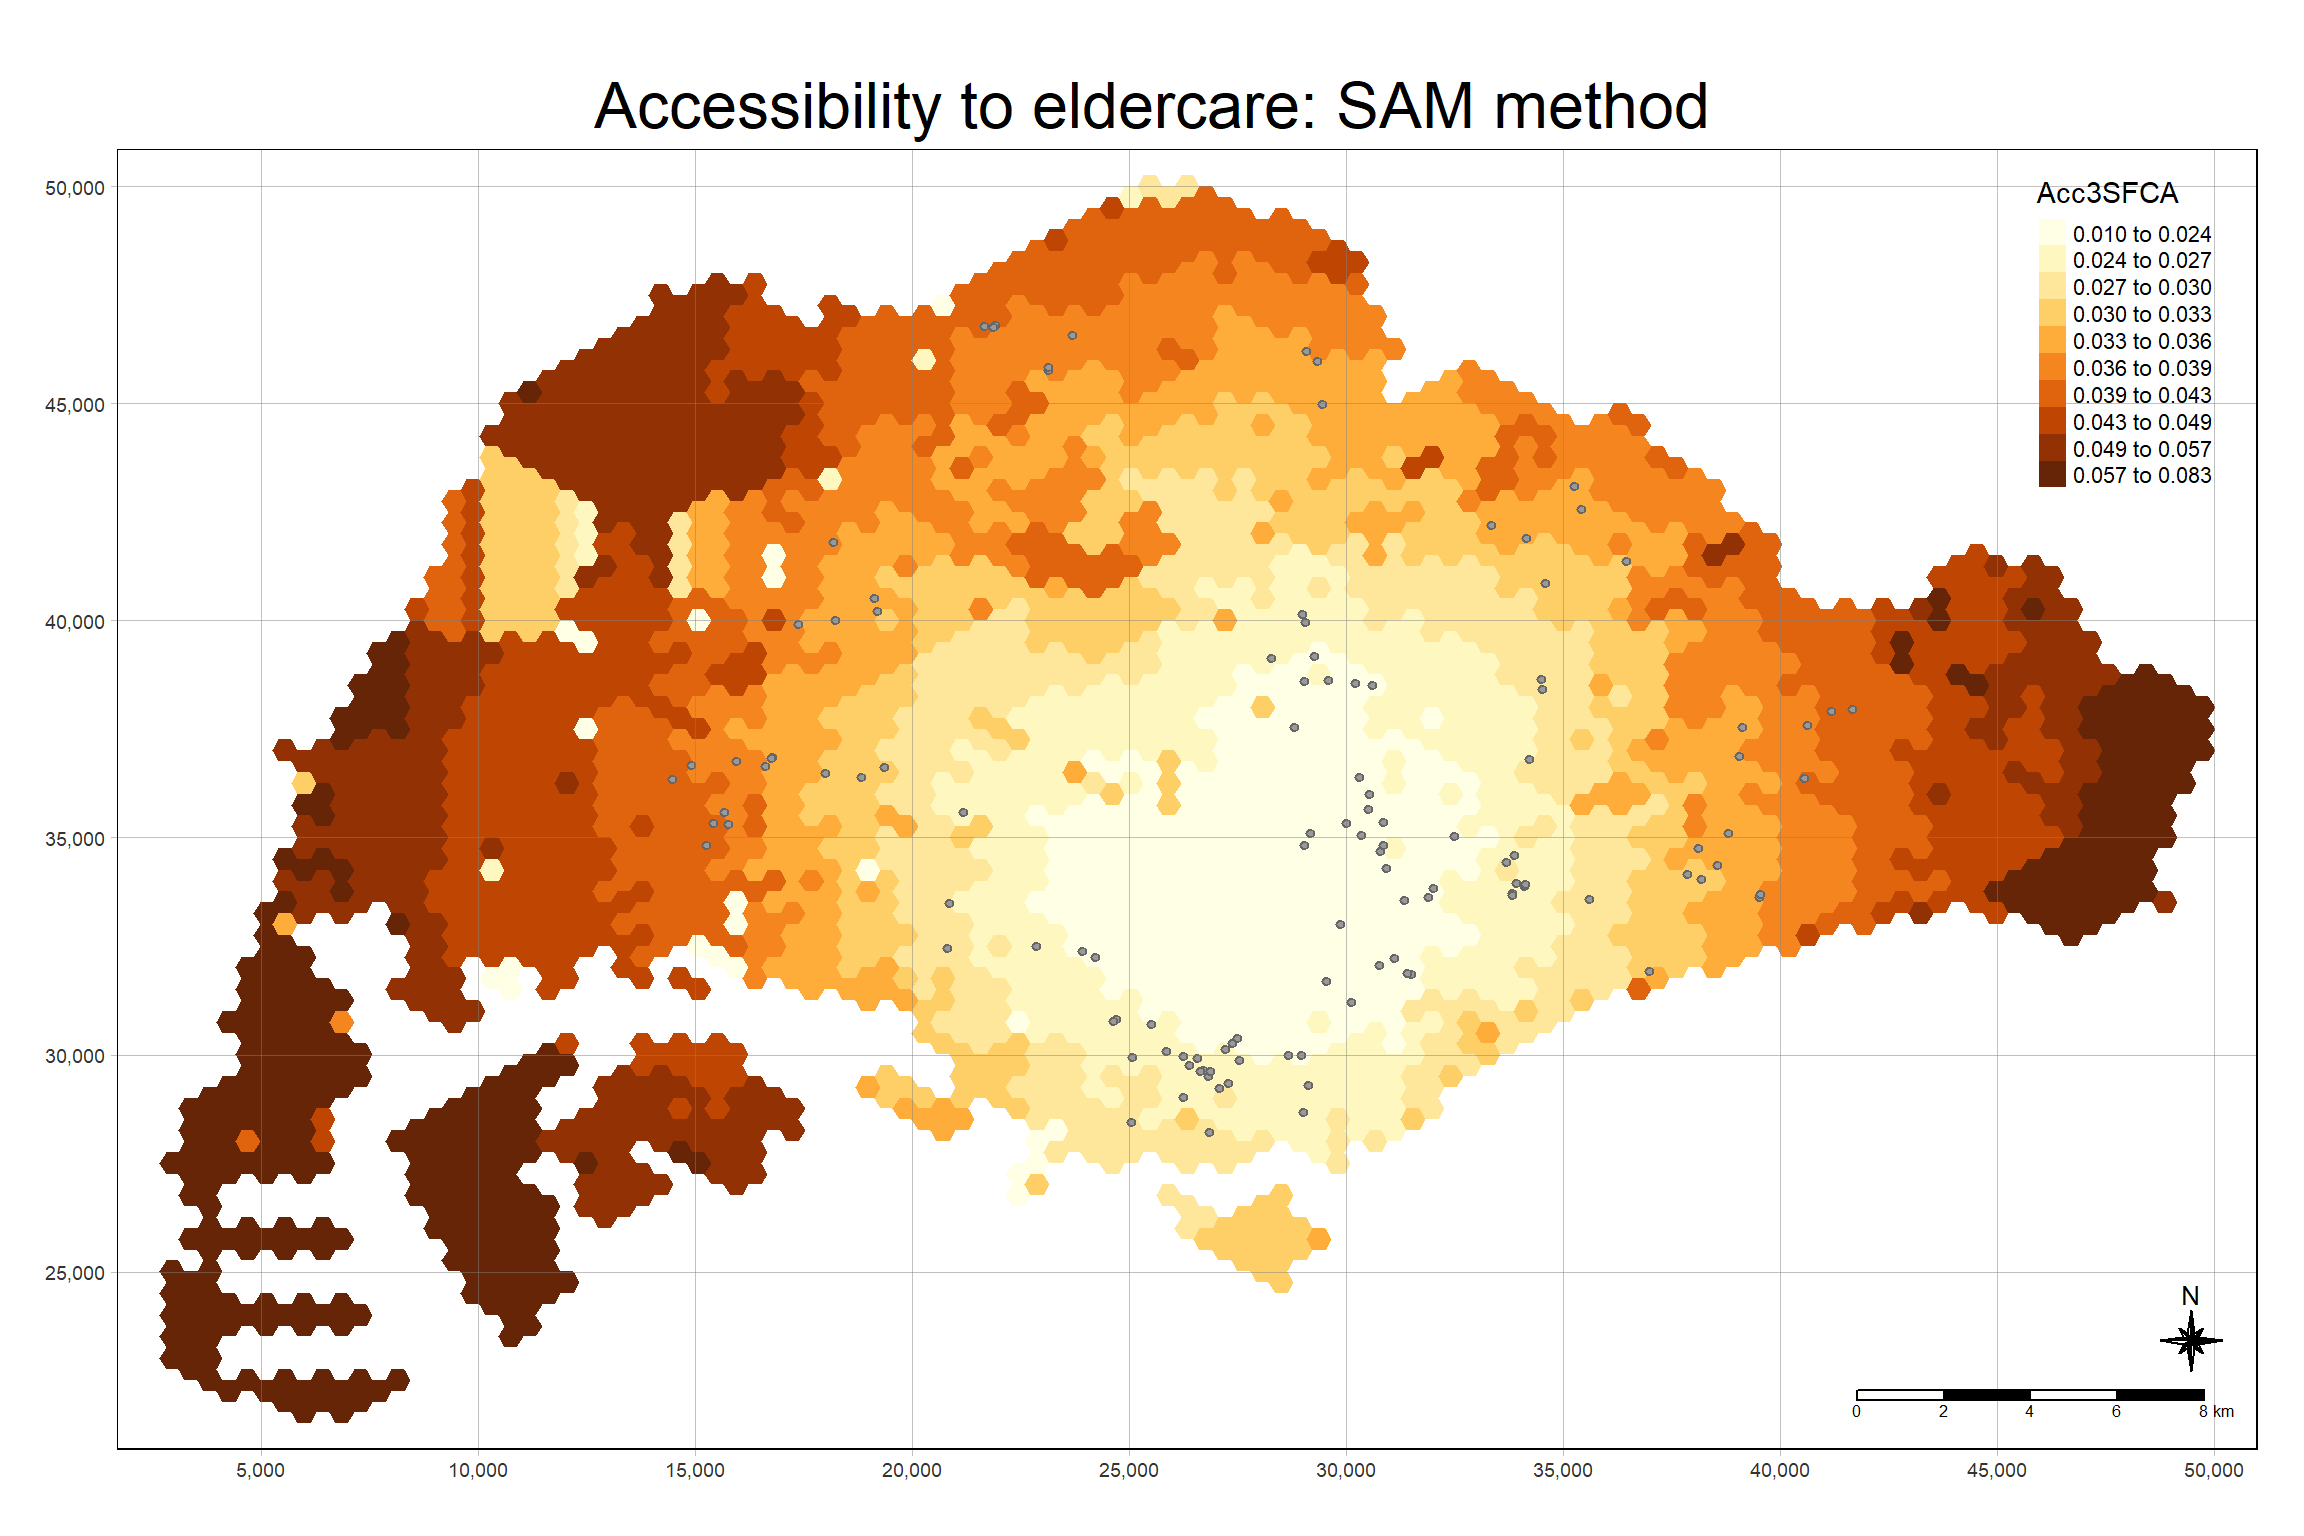 Accessibility to eldercare: SAM method
Acc3SFCA
0.010 to 0.024
0.024 to 0.027
0.027 to 0.030
0.030 to 0.033
0.033 to 0.036
0.036 to 0.039
0.039 to 0.043
0.043 to 0.049
0.049 to 0.057
0.057 to 0.083
50,000
45,000
40,000
35,000
30,000
25,000
N
0 2 4 6 8 km
5,000 10,000 15,000 20,000 25,000 30,000 35,000 40,000 45,000 50,000